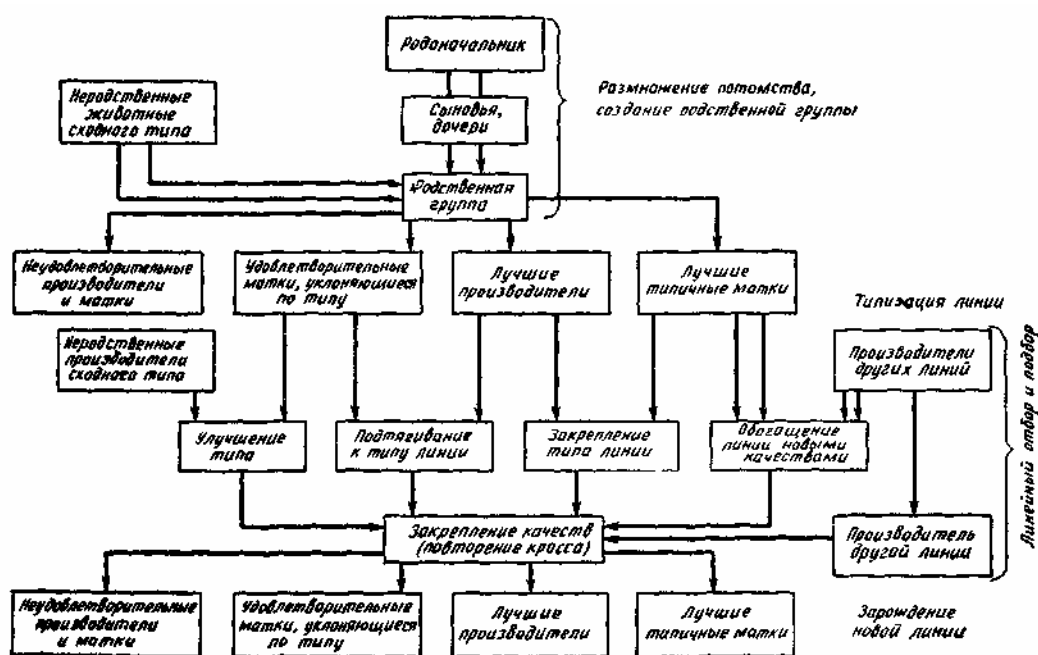 Родоначальник
Размножение потомства,
создание родственной группы
Неродственные
животные
сходного типа
Сыновья,
дочери
Родственная
группа
Неудовлетворительные
производители
и матки
Удовлетворительные
матки, уклоняющиеся
по типу
Лучшие
производители
Лучшие
типичные матки
Типизация линии
Неродственные
производители
сходного типа
Производители
других линий
Линейный отбор и подбор
Улучшение
типа
Подтягивание
к типу линии
Закрепление
типа линии
Обогащение
линии новыми
качествами
Закрепление качеств
(повторение кросса)
Производитель
другой линии
Неудовлетворительные
производители
и матки
Удовлетворительные
матки, уклоняющиеся
по типу
Лучшие
производители
Лучшие
типичные матки
Зарождение
новой линии